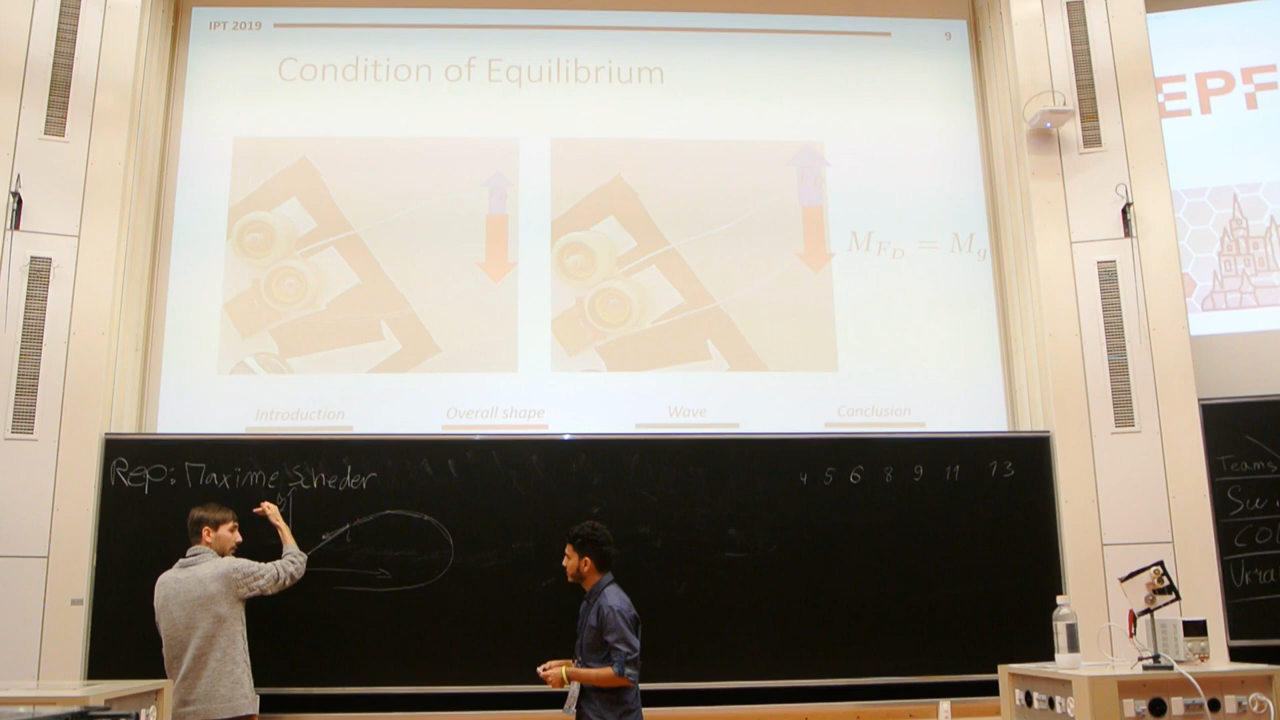 IPT 2019
9
Condition of Equilibrium
EPF
M_{F_D} = M_g
Introduction Overall shape Wave Conclusion
Rep: Maxime Scheder
4 5 6 8 9 11 13
Teams